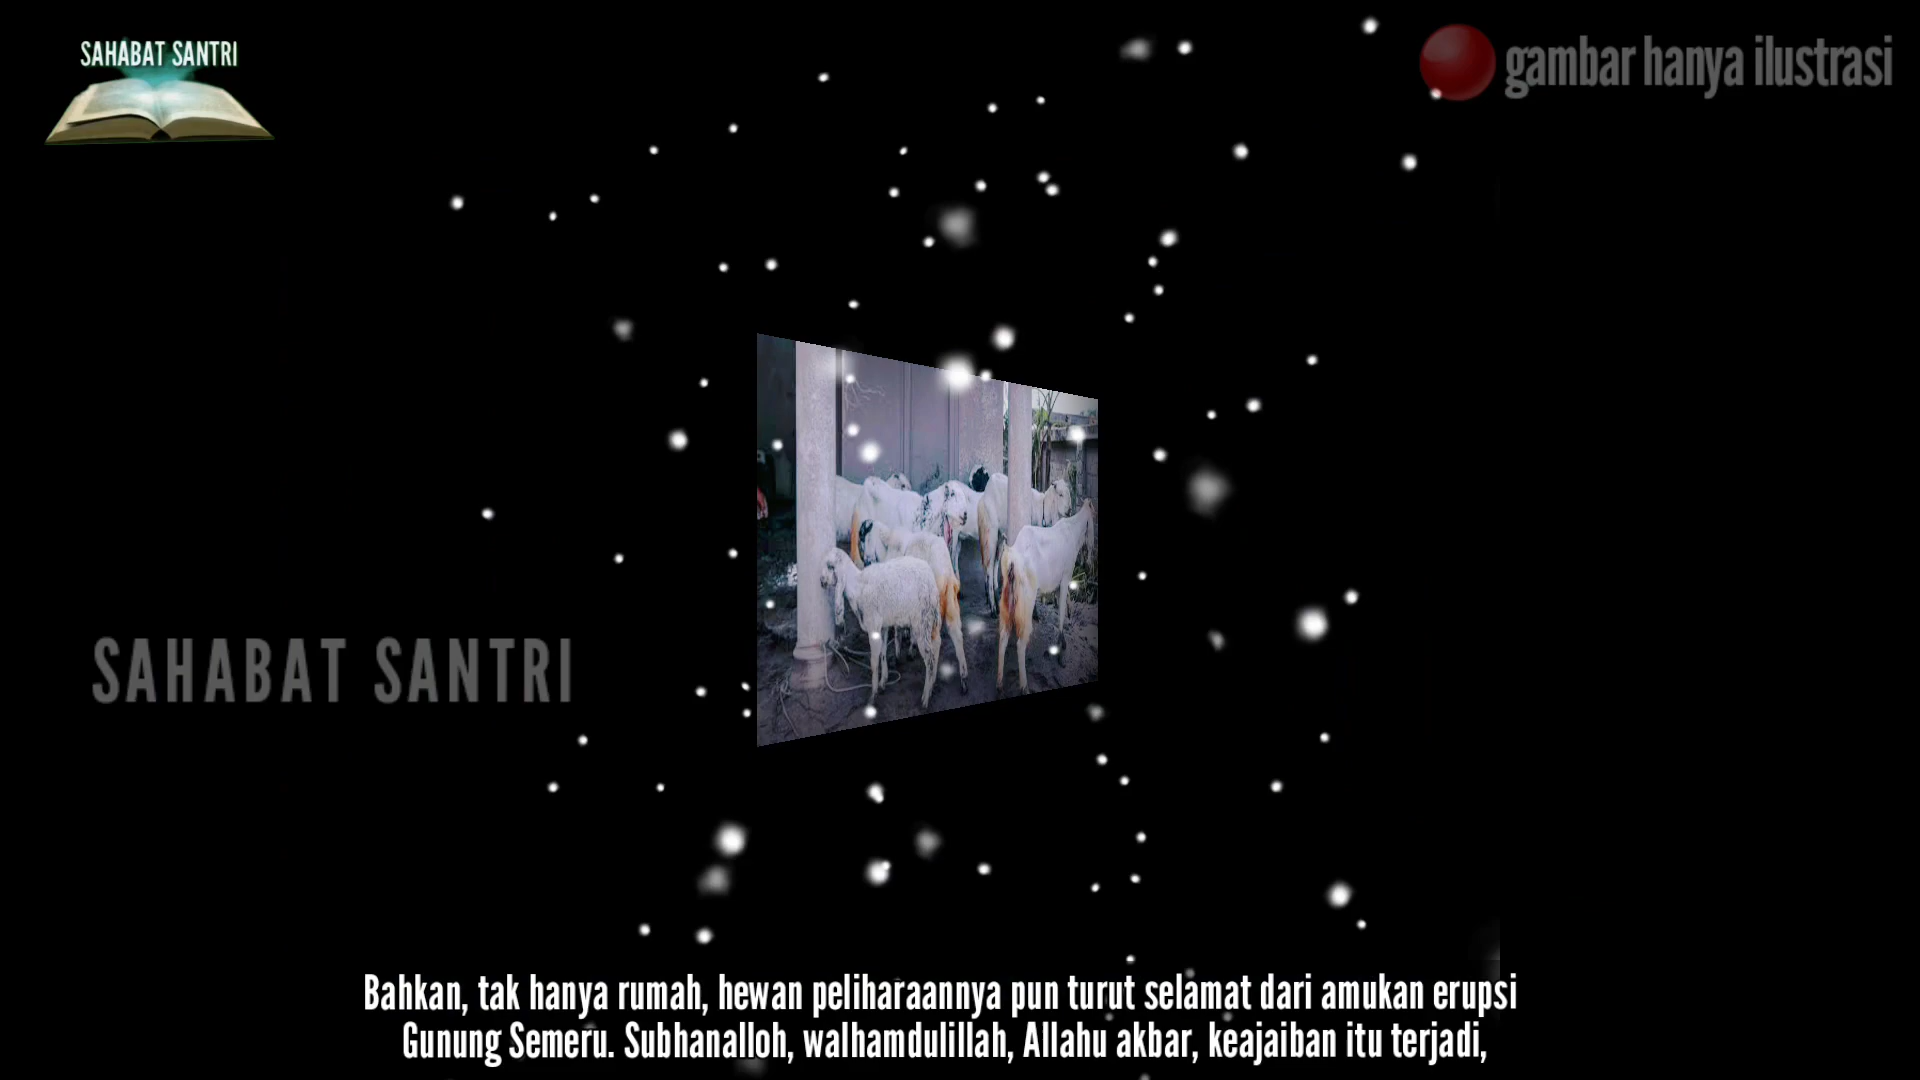 SAHABAT SANTRI
gambar hanya ilustrasi
SAHABAT SANTRI
Bahkan, tak hanya rumah, hewan peliharaannya pun turut selamat dari amukan erupsi
Gunung Semeru. Subhanalloh, walhamdulillah, Allahu akbar, keajaiban itu terjadi,